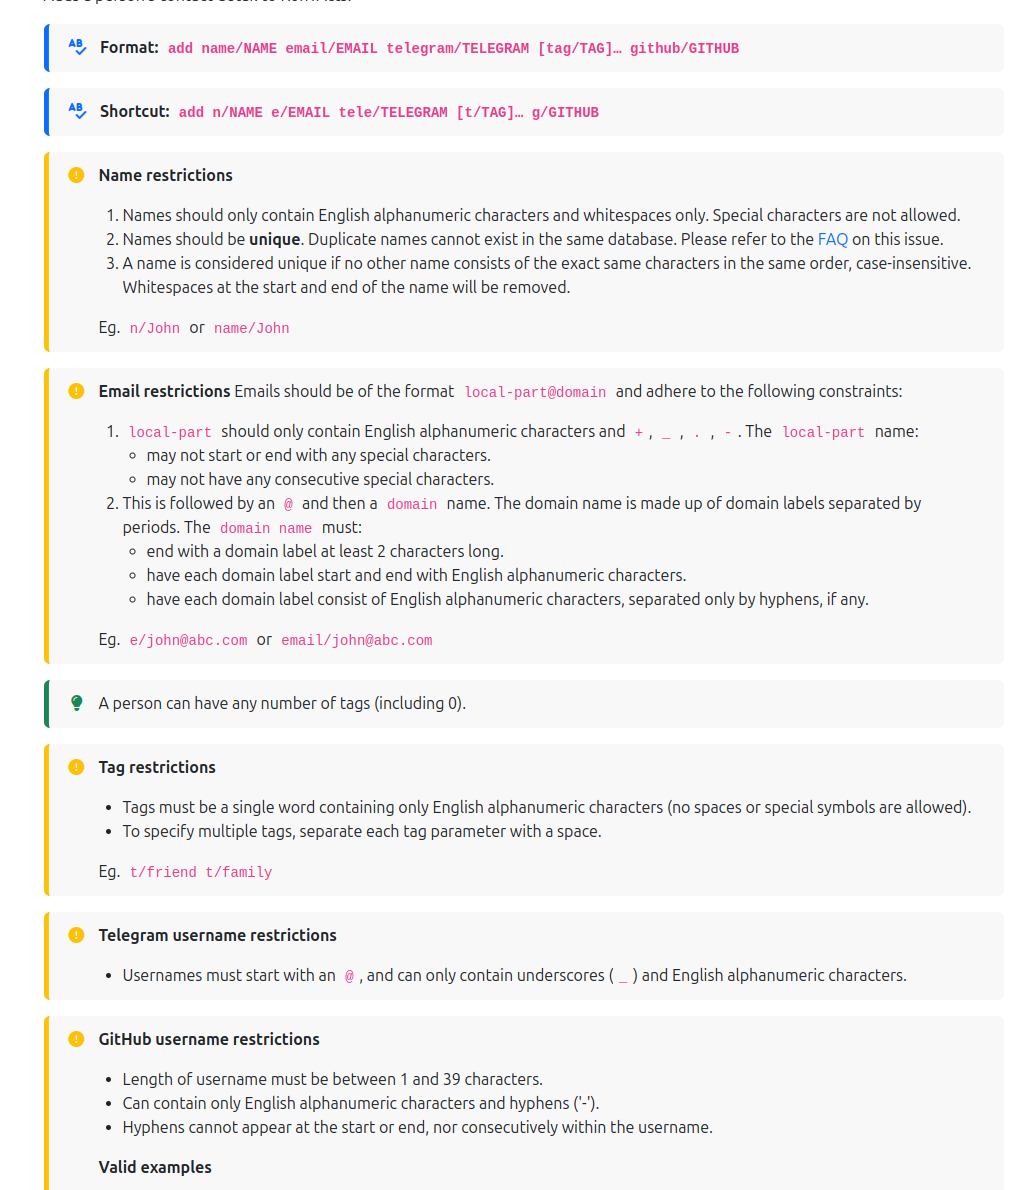 Format: add name/NAME email/EMAIL telegram/TELEGRAM [tag/TAG]… github/GITHUB
Shortcut: add n/NAME e/EMAIL tele/TELEGRAM [t/TAG]… g/GITHUB
Name restrictions
1. Names should only contain English alphanumeric characters and whitespaces only. Special characters are not allowed.
2. Names should be unique. Duplicate names cannot exist in the same database. Please refer to the FAQ on this issue.
3. A name is considered unique if no other name consists of the exact same characters in the same order, case-insensitive.
Whitespaces at the start and end of the name will be removed.
Eg. n/John or name/John
Email restrictions Emails should be of the format local-part@domain and adhere to the following constraints:
1. local-part should only contain English alphanumeric characters and + , _ , . , - . The local-part name:
◦ may not start or end with any special characters.
◦ may not have any consecutive special characters.
2. This is followed by an @ and then a domain name. The domain name is made up of domain labels separated by
periods. The domain name must:
◦ end with a domain label at least 2 characters long.
◦ have each domain label start and end with English alphanumeric characters.
◦ have each domain label consist of English alphanumeric characters, separated only by hyphens, if any.
Eg. e/john@abc.com or email/john@abc.com
A person can have any number of tags (including 0).
Tag restrictions
• Tags must be a single word containing only English alphanumeric characters (no spaces or special symbols are allowed).
• To specify multiple tags, separate each tag parameter with a space.
Eg. t/friend t/family
Telegram username restrictions
• Usernames must start with an @ , and can only contain underscores ( _ ) and English alphanumeric characters.
GitHub username restrictions
• Length of username must be between 1 and 39 characters.
• Can contain only English alphanumeric characters and hyphens ('-').
• Hyphens cannot appear at the start or end, nor consecutively within the username.
Valid examples